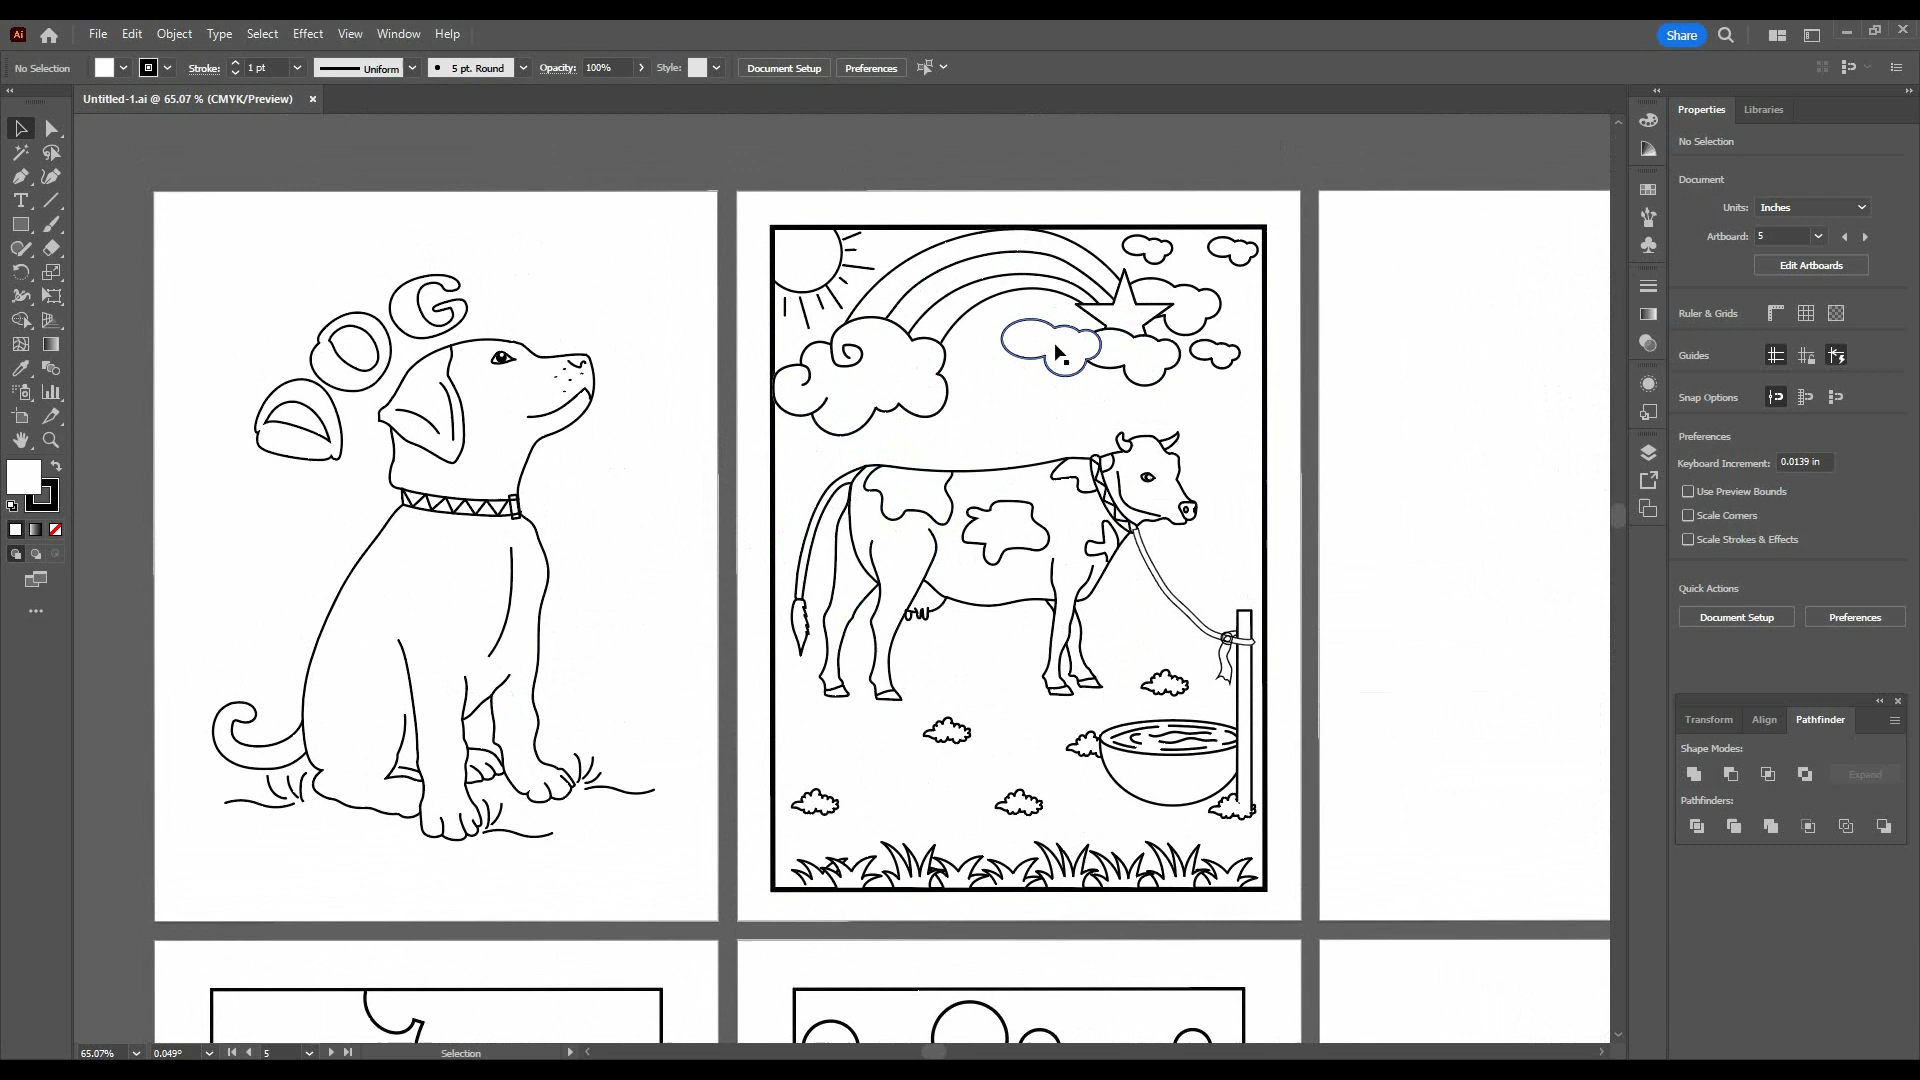 Ai File Edit Object Type Select Effect View Window Help Share
No Selection Stroke: 1 pt Uniform 5 pt. Round Opacity: 100% Style: Document Setup Preferences
Untitled-1.ai @ 65.07 % (CMYK/Preview)
Properties Libraries
No Selection
Document
Units: Inches
Artboard: 5
Edit Artboards
Ruler & Grids
Guides
Snap Options
Preferences
Keyboard Increment: 0.0139 in
Use Preview Bounds
Scale Corners
Scale Strokes & Effects
Quick Actions
Document Setup Preferences
Transform Align Pathfinder
Shape Modes:
Expand
Pathfinders:
DOG
65.07% 0.049° 5 Selection